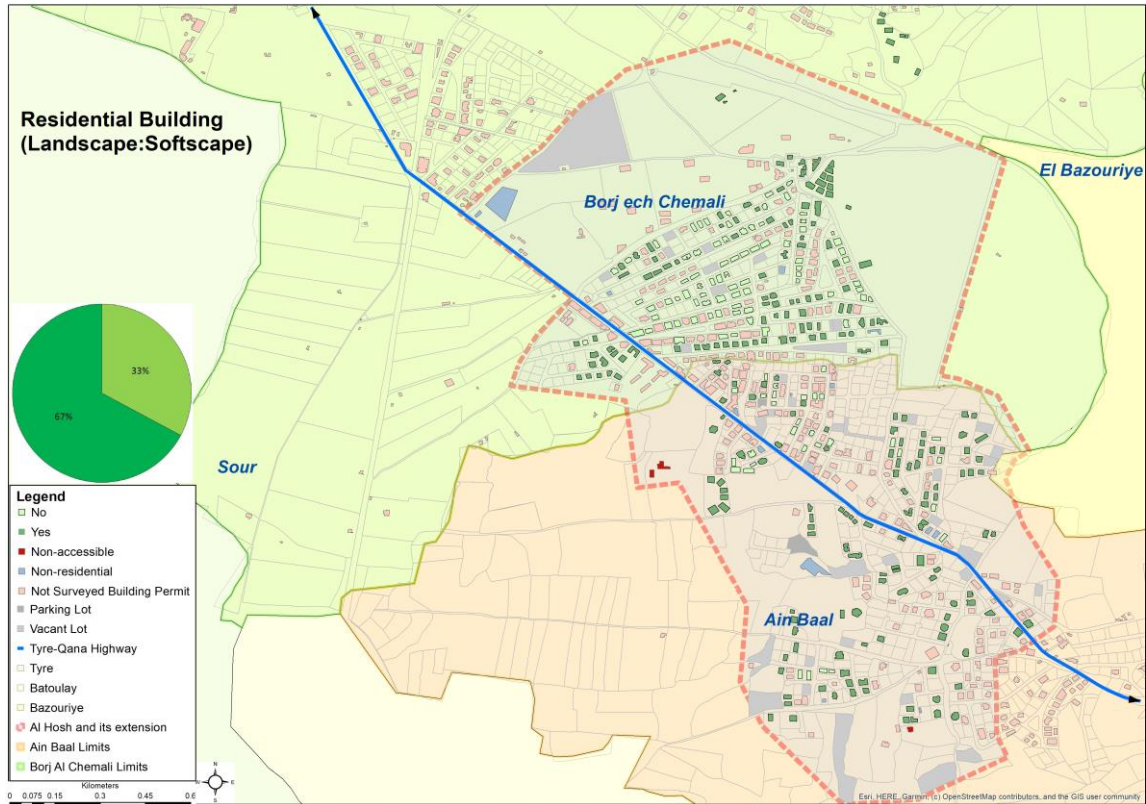 Residential Building
(Landscape:Softscape)
El Bazouriye
Borj ech Chemali
33%
67%
Sour
Ain Baal
Legend
No
Yes
Non-accessible
Non-residential
Not Surveyed Building Permit
Parking Lot
Vacant Lot
Tyre-Qana Highway
Tyre
Batoulay
Bazouriye
Al Hosh and its extension
Ain Baal Limits
Borj Al Chemali Limits
Kilometers
0 0.075 0.15 0.3 0.45 0.6
N
W E
S
Esri, HERE, Garmin, (c) OpenStreetMap contributors, and the GIS user community